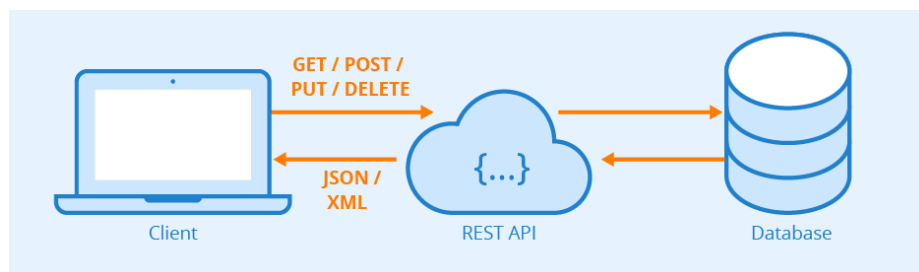 GET / POST /
PUT / DELETE
{...}
JSON /
XML
Client
REST API
Database